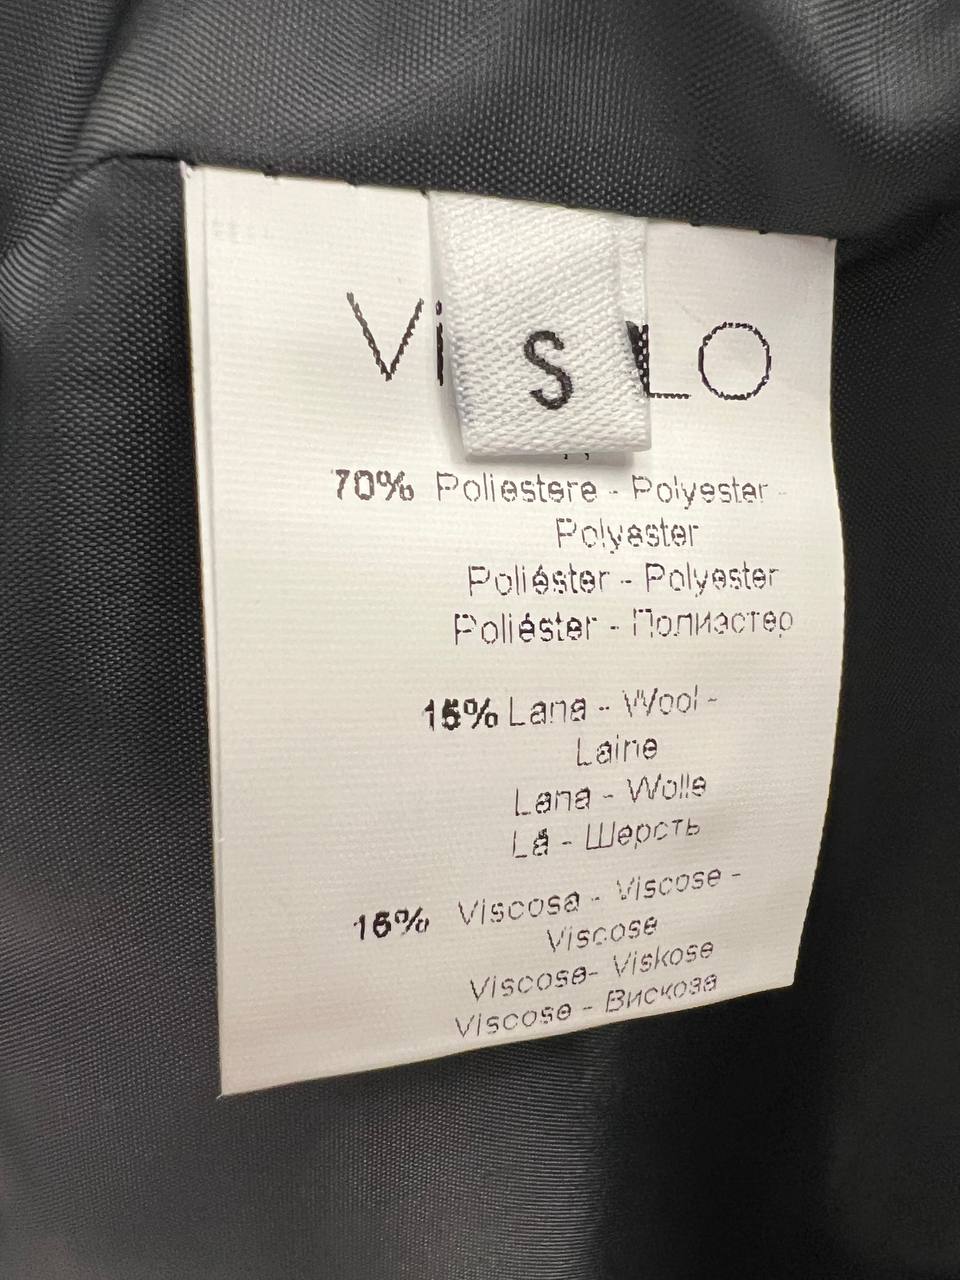 Vi
S
LO
70% Poliestere - Polyester -
Polyester
Poliéster - Polyester
Poliéster - Полиэстер
15% Lana - Wool -
Laine
Lana - Wolle
Lá - Шерсть
15% Viscosa - Viscose -
Viscose
Viscose- Viskose
Viscose - Вискоза